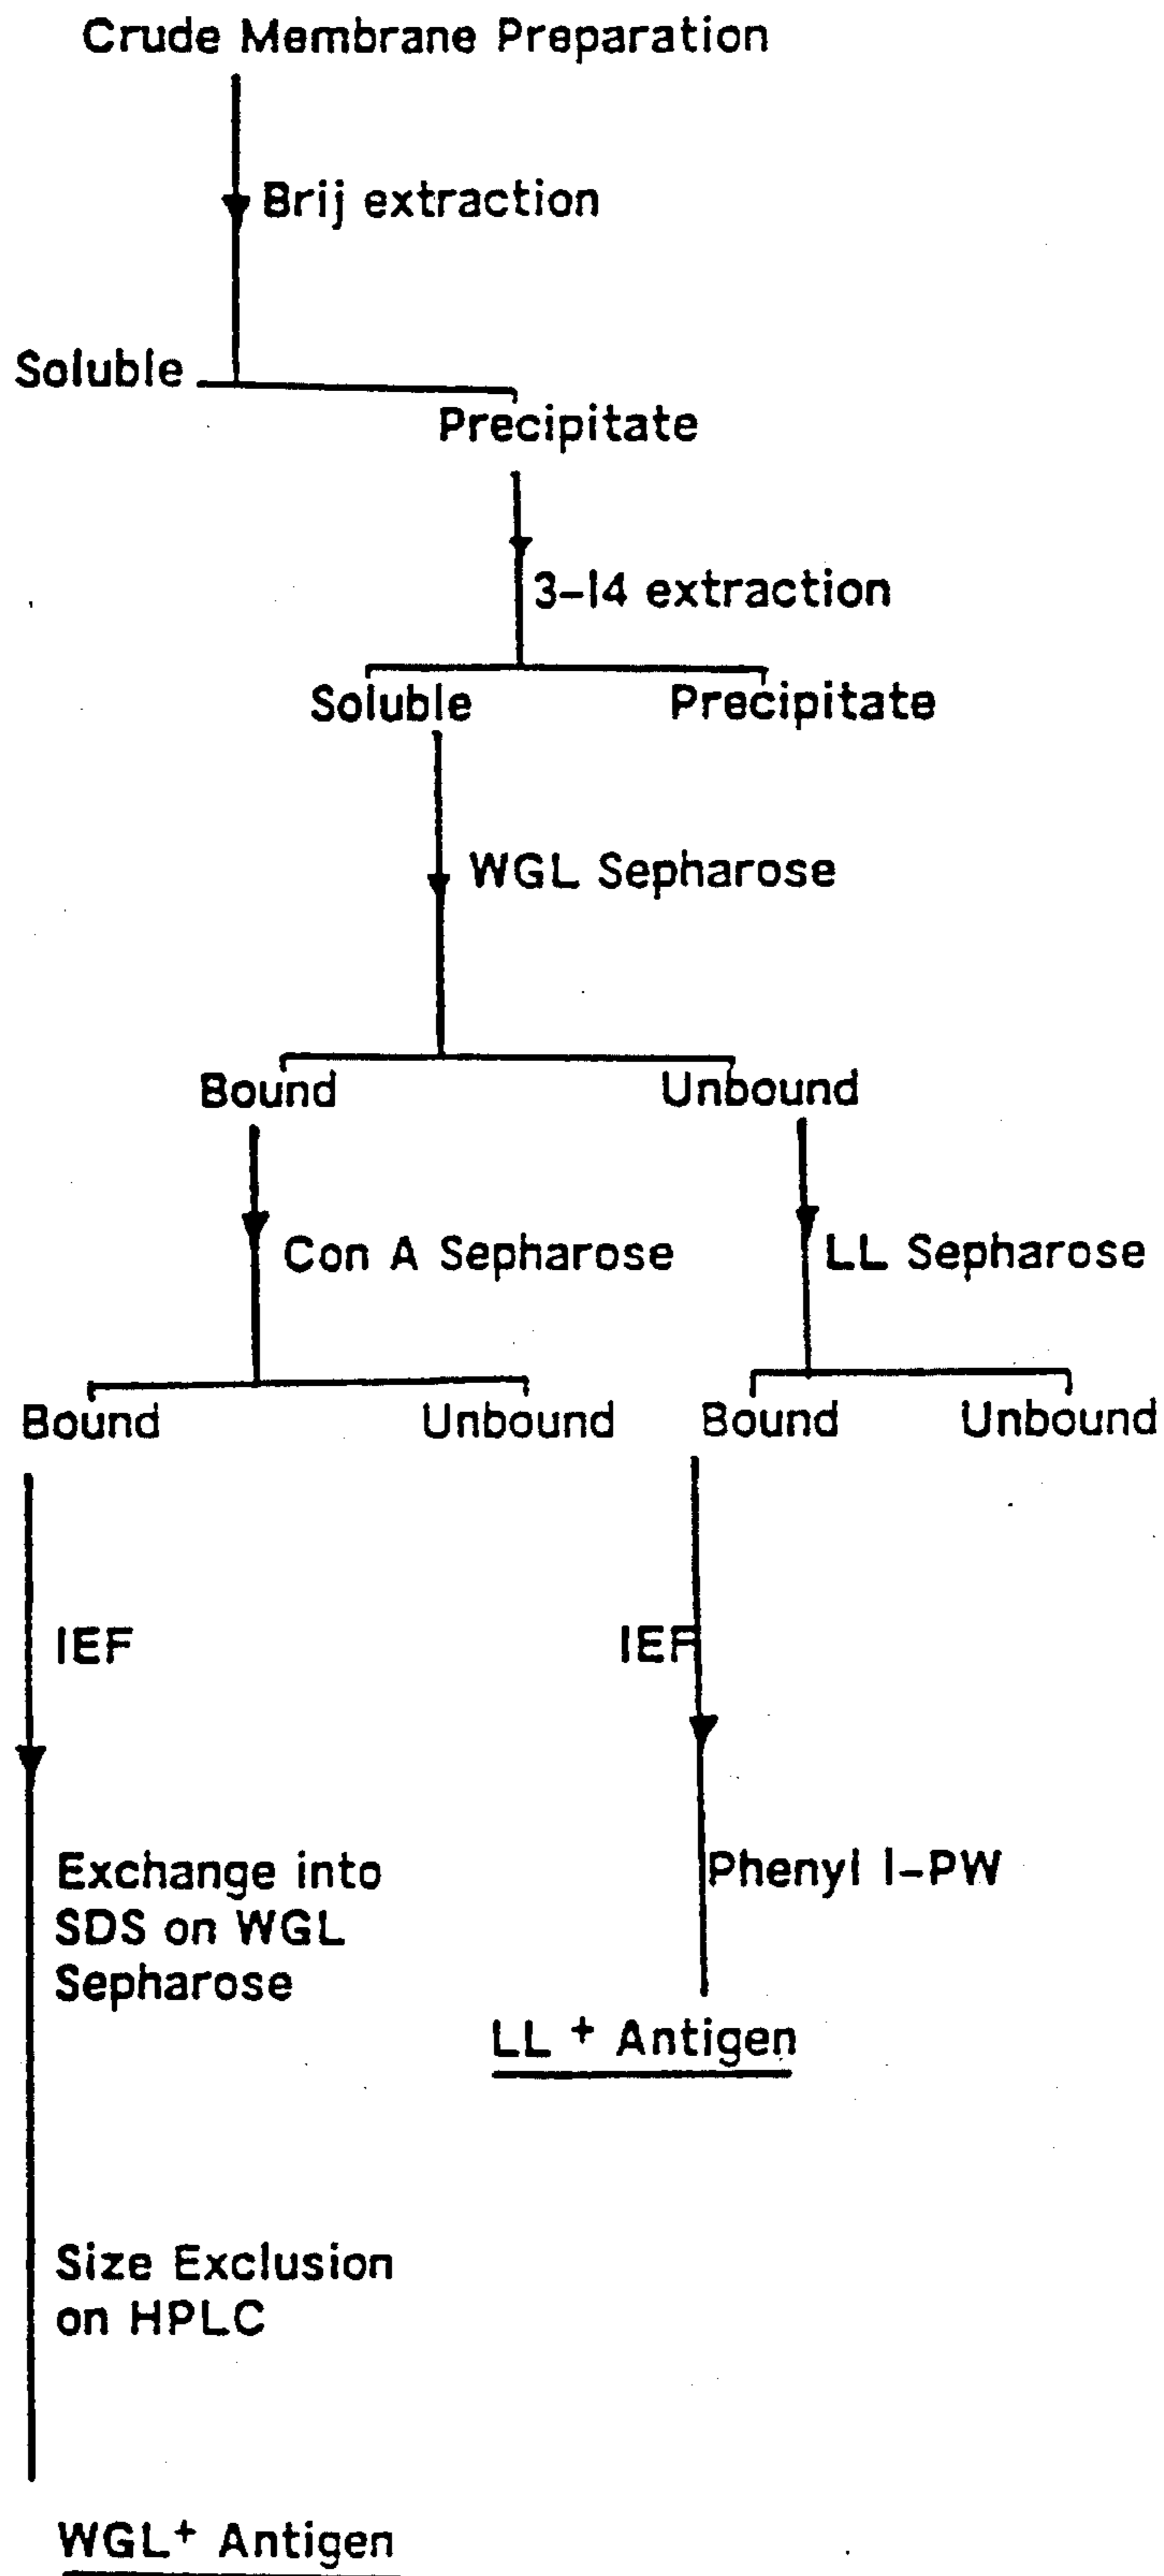 Crude Membrane Preparation
Brij extraction
Soluble
Precipitate
3-14 extraction
Soluble
Precipitate
WGL Sepharose
Bound
Unbound
Con A Sepharose
LL Sepharose
Bound
Unbound
Bound
Unbound
IEF
IEF
Exchange into
SDS on WGL
Sepharose
Phenyl 1-PW
LL + Antigen
Size Exclusion
on HPLC
WGL+ Antigen